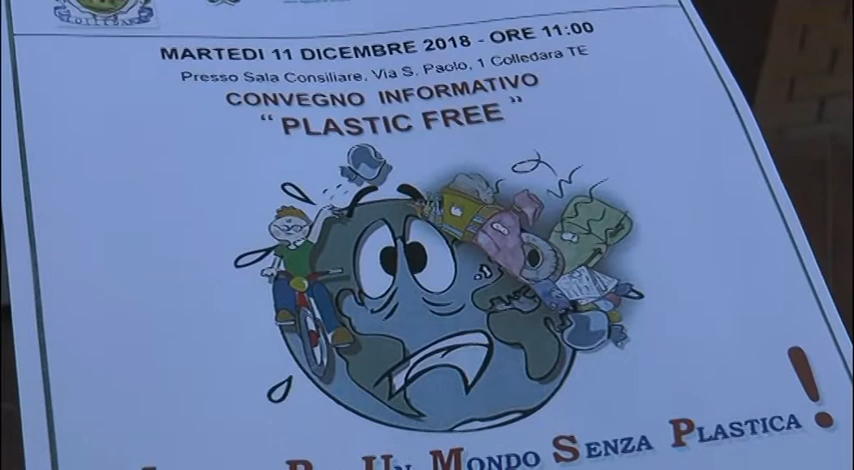 MARTEDI 11 DICEMBRE 2018 - ORE 11:00
Presso Sala Consiliare, Via S. Paolo, 1 Colledara TE
CONVEGNO INFORMATIVO
“ PLASTIC FREE ”
UN MONDO SENZA PLASTICA !